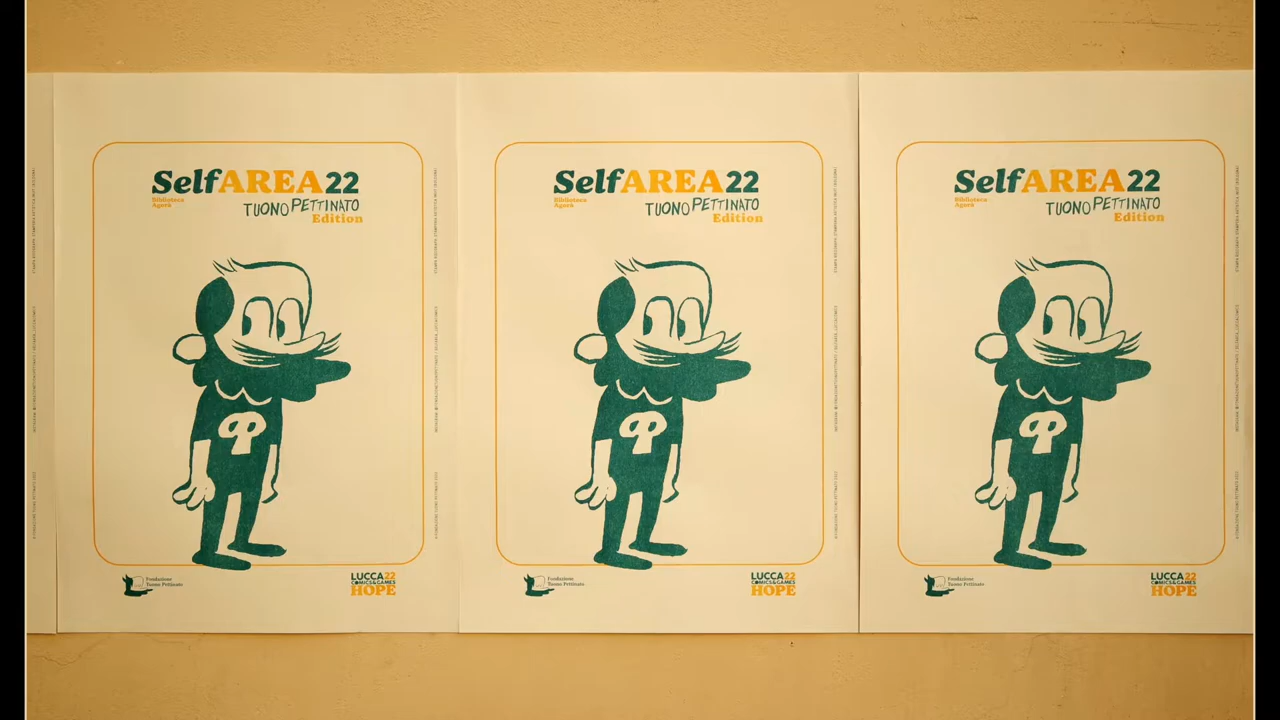 SelfAREA22
Biblioteca
Agorà
TUONO PETTINATO
Edition
Fondazione
Tuono Pettinato
LUCCA22
COMICS&GAMES
HOPE
SelfAREA22
Biblioteca
Agorà
TUONO PETTINATO
Edition
Fondazione
Tuono Pettinato
LUCCA22
COMICS&GAMES
HOPE
SelfAREA22
Biblioteca
Agorà
TUONO PETTINATO
Edition
Fondazione
Tuono Pettinato
LUCCA22
COMICS&GAMES
HOPE